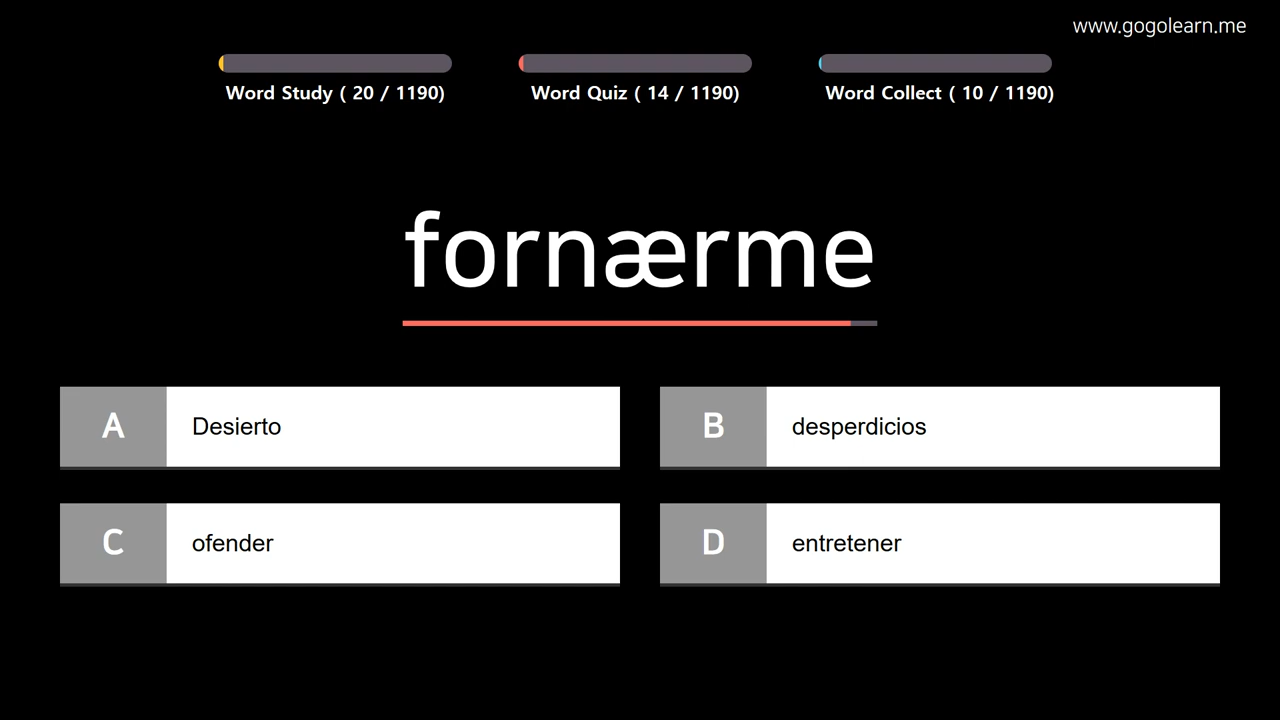 www.gogolearn.me
Word Study ( 20 / 1190)
Word Quiz ( 14 / 1190)
Word Collect ( 10 / 1190)
fornærme
A Desierto
B desperdicios
C ofender
D entretener